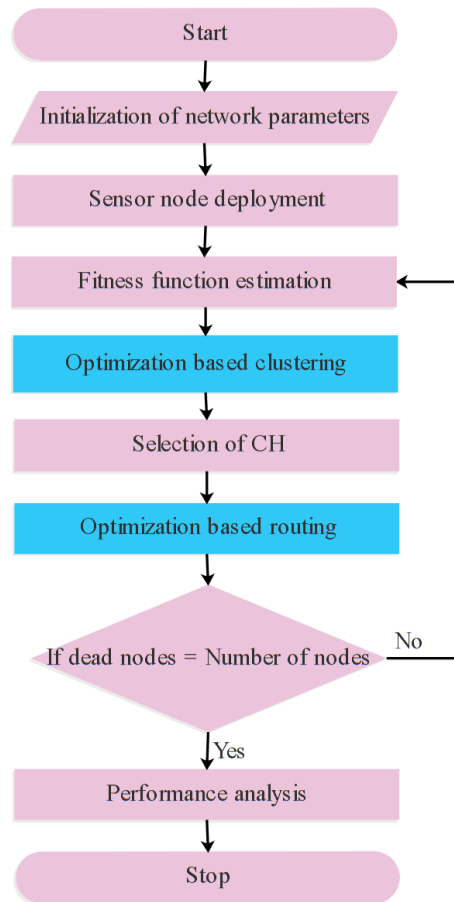 Start
Initialization of network parameters
Sensor node deployment
Fitness function estimation
Optimization based clustering
Selection of CH
Optimization based routing
If dead nodes = Number of nodes
No
Yes
Performance analysis
Stop